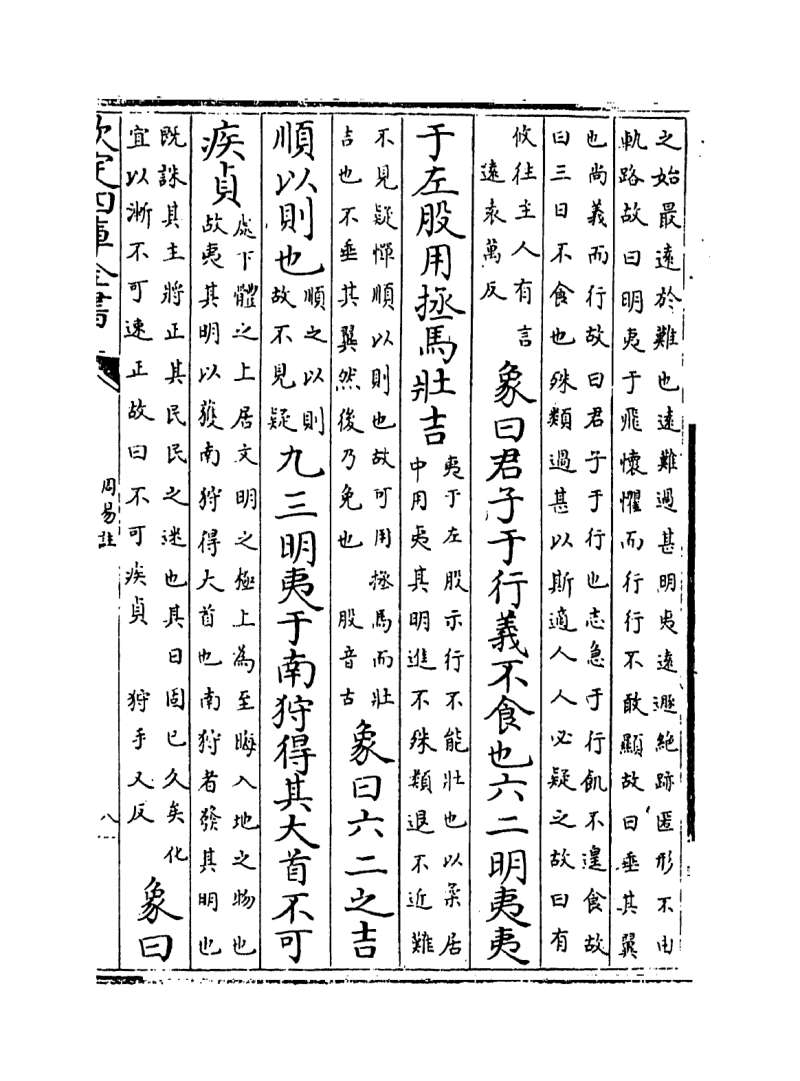 之始最遠於難也遠難過甚明夷遠遯絶跡匿形不由
軌路故曰明夷于飛懷懼而行行不敢顯故曰垂其翼
也尚義而行故曰君子于行也志急于行飢不遑食故
曰三日不食也殊類過甚以斯適人人必疑之故曰有
攸往主人有言
遠袁萬反
象曰君子于行義不食也六二明夷夷
于左股用拯馬壯吉
夷于左股示行不能壯也以柔居
中用夷其明進不殊類退不近難
不見疑憚順以則也故可用拯馬而壯
吉也不垂其翼然後乃免也 股音古
象曰六二之吉
順以則也
順之以則
故不見疑
九三明夷于南狩得其大首不可
疾貞
處下體之上居文明之極上為至晦入地之物也
故夷其明以獲南狩得大首也南狩者發其明也
既誅其主將正其民民之迷也其日固已久矣化
宜以漸不可速正故曰不可疾貞 狩手又反
象曰
欽定四庫全書
周易註
八